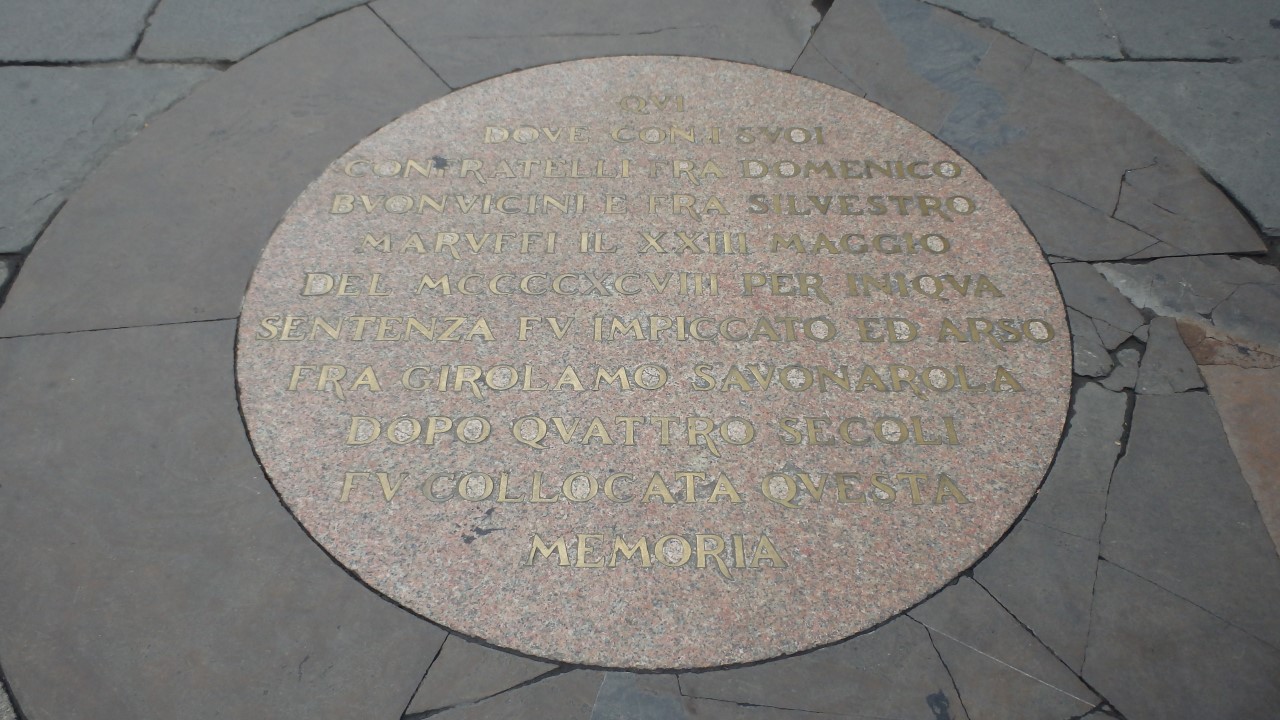 QVI
DOVE CON I SVOI
CONFRATELLI FRA DOMENICO
BVONVICINI E FRA SILVESTRO
MARVFFI IL XXIII MAGGIO
DEL MCCCCXCVIII PER INIQVA
SENTENZA FV IMPICCATO ED ARSO
FRA GIROLAMO SAVONAROLA
DOPO QVATTRO SECOLI
FV COLLOCATA QVESTA
MEMORIA